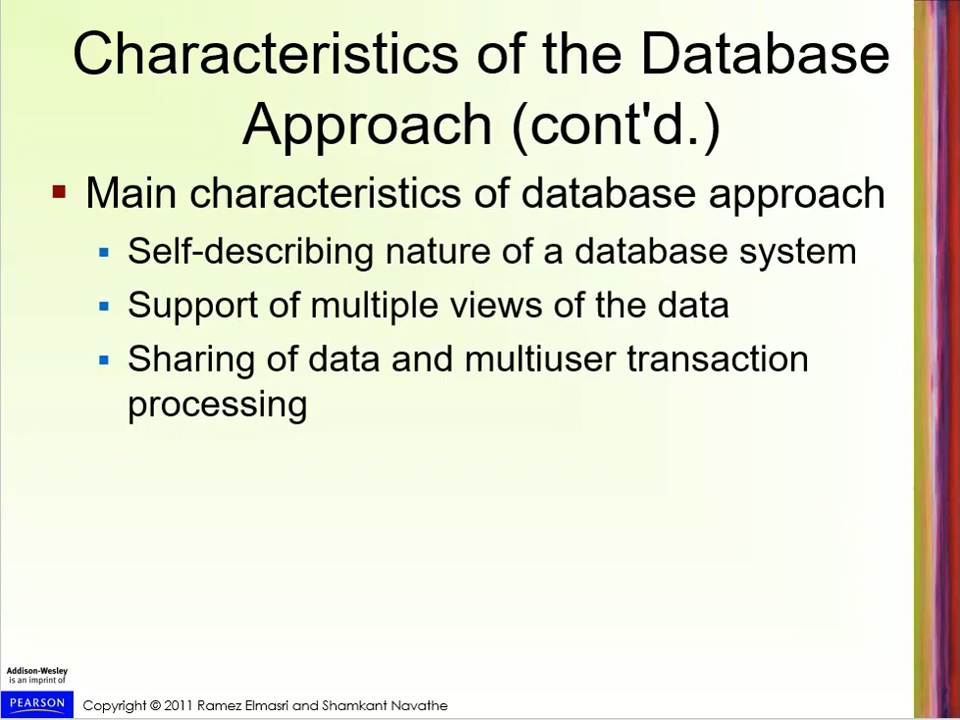 Characteristics of the Database
Approach (cont'd.)
Main characteristics of database approach
Self-describing nature of a database system
Support of multiple views of the data
Sharing of data and multiuser transaction
processing
Addison-Wesley
is an imprint of
PEARSON
Copyright © 2011 Ramez Elmasri and Shamkant Navathe